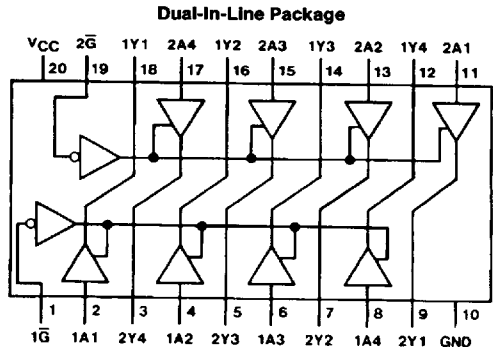 Dual-In-Line Package
VCC 2G̅ 1Y1 2A4 1Y2 2A3 1Y3 2A2 1Y4 2A1
20 19 18 17 16 15 14 13 12 11
1 2 3 4 5 6 7 8 9 10
1G̅ 1A1 2Y4 1A2 2Y3 1A3 2Y2 1A4 2Y1 GND